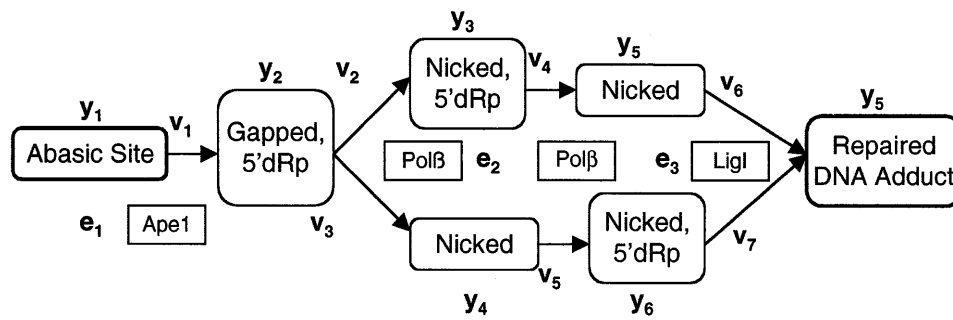 y3
y5
y2
v2
Nicked,
5'dRp
v4
Nicked
v6
y5
y1
v1
Abasic Site
Gapped,
5'dRp
Polß
e2
Polβ
e3
LigI
Repaired
DNA Adduct
e1
Ape1
v3
Nicked
v5
Nicked,
5'dRp
v7
y4
y6